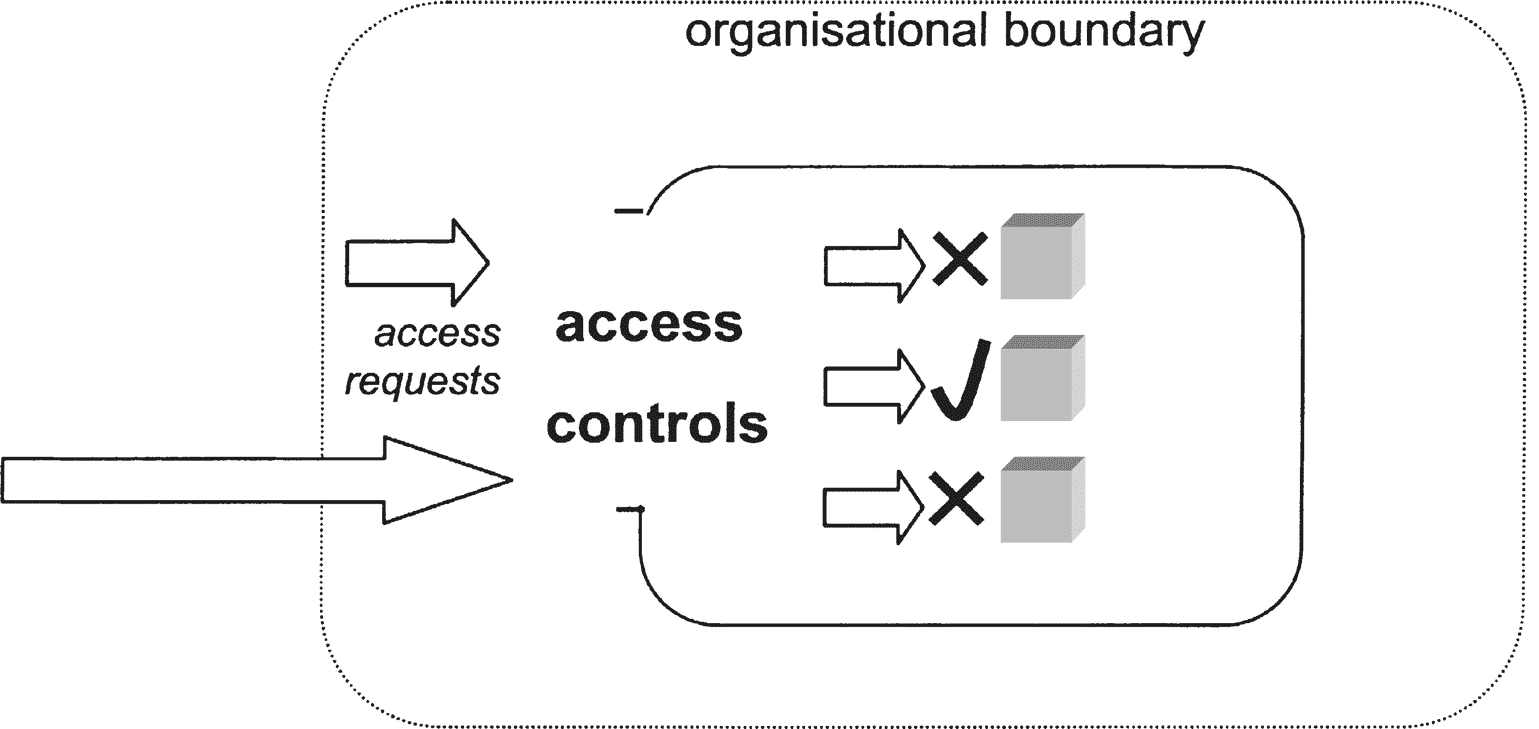 organisational boundary
access
requests
access
controls